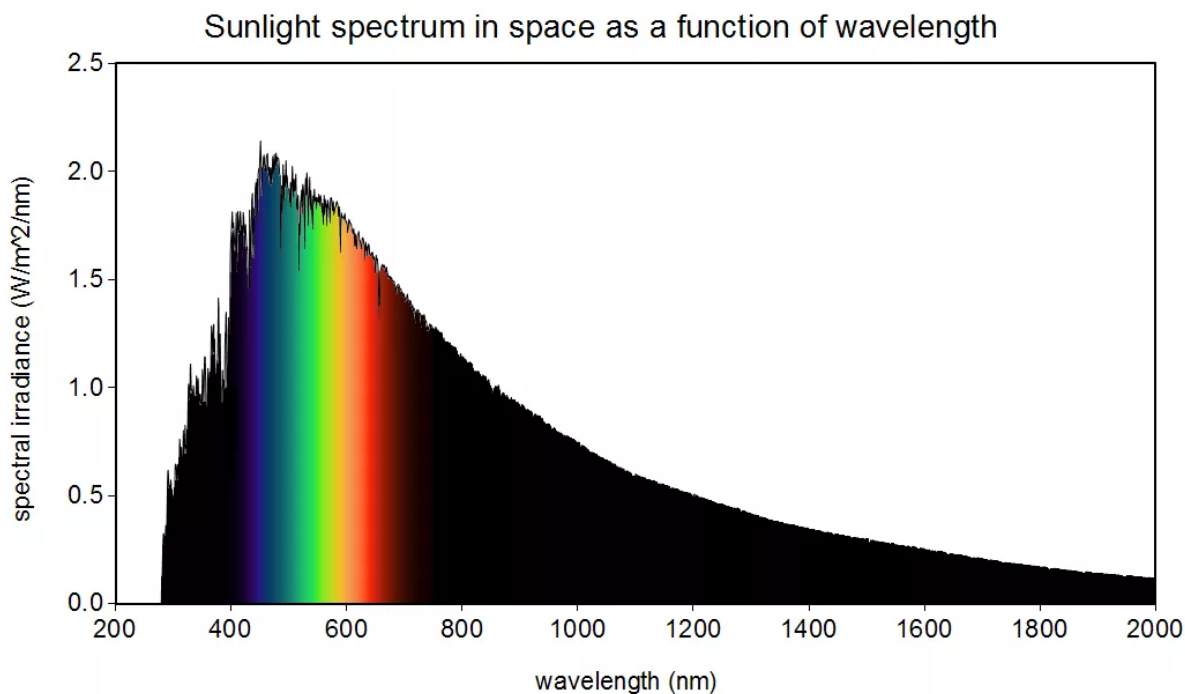 Sunlight spectrum in space as a function of wavelength
2.5
2.0
1.5
1.0
0.5
0.0
spectral irradiance (W/m^2/nm)
200 400 600 800 1000 1200 1400 1600 1800 2000
wavelength (nm)